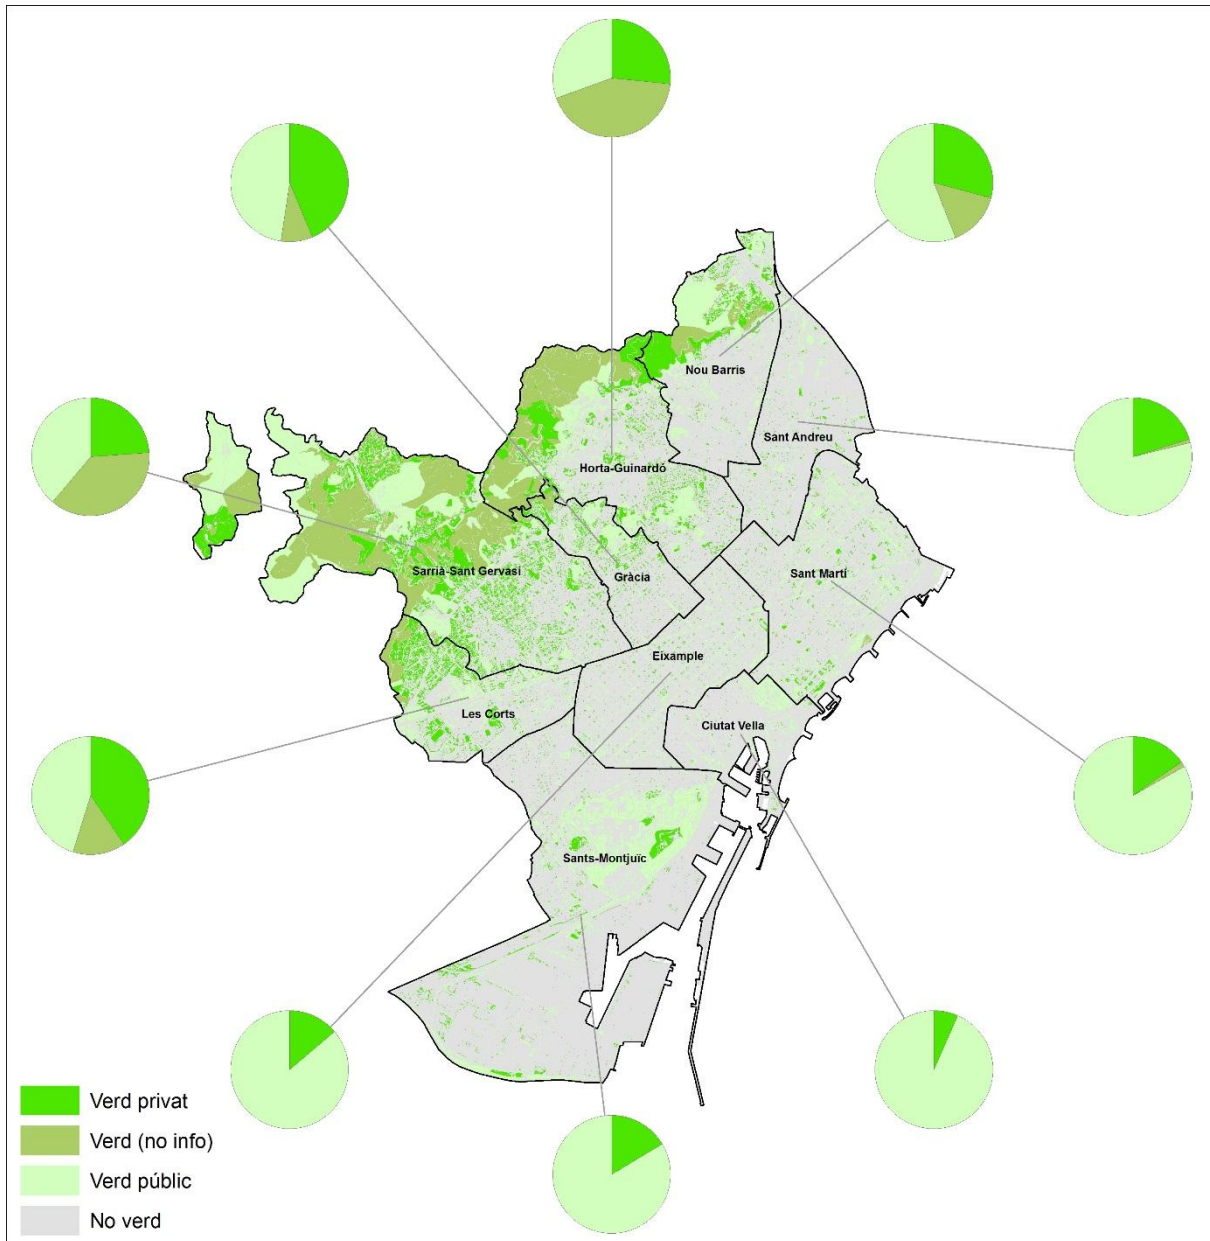 Nou Barris
Sant Andreu
Horta-Guinardó
Sarrià-Sant Gervasi
Gràcia
Sant Martí
Eixample
Les Corts
Ciutat Vella
Sants-Montjuïc
Verd privat
Verd (no info)
Verd públic
No verd